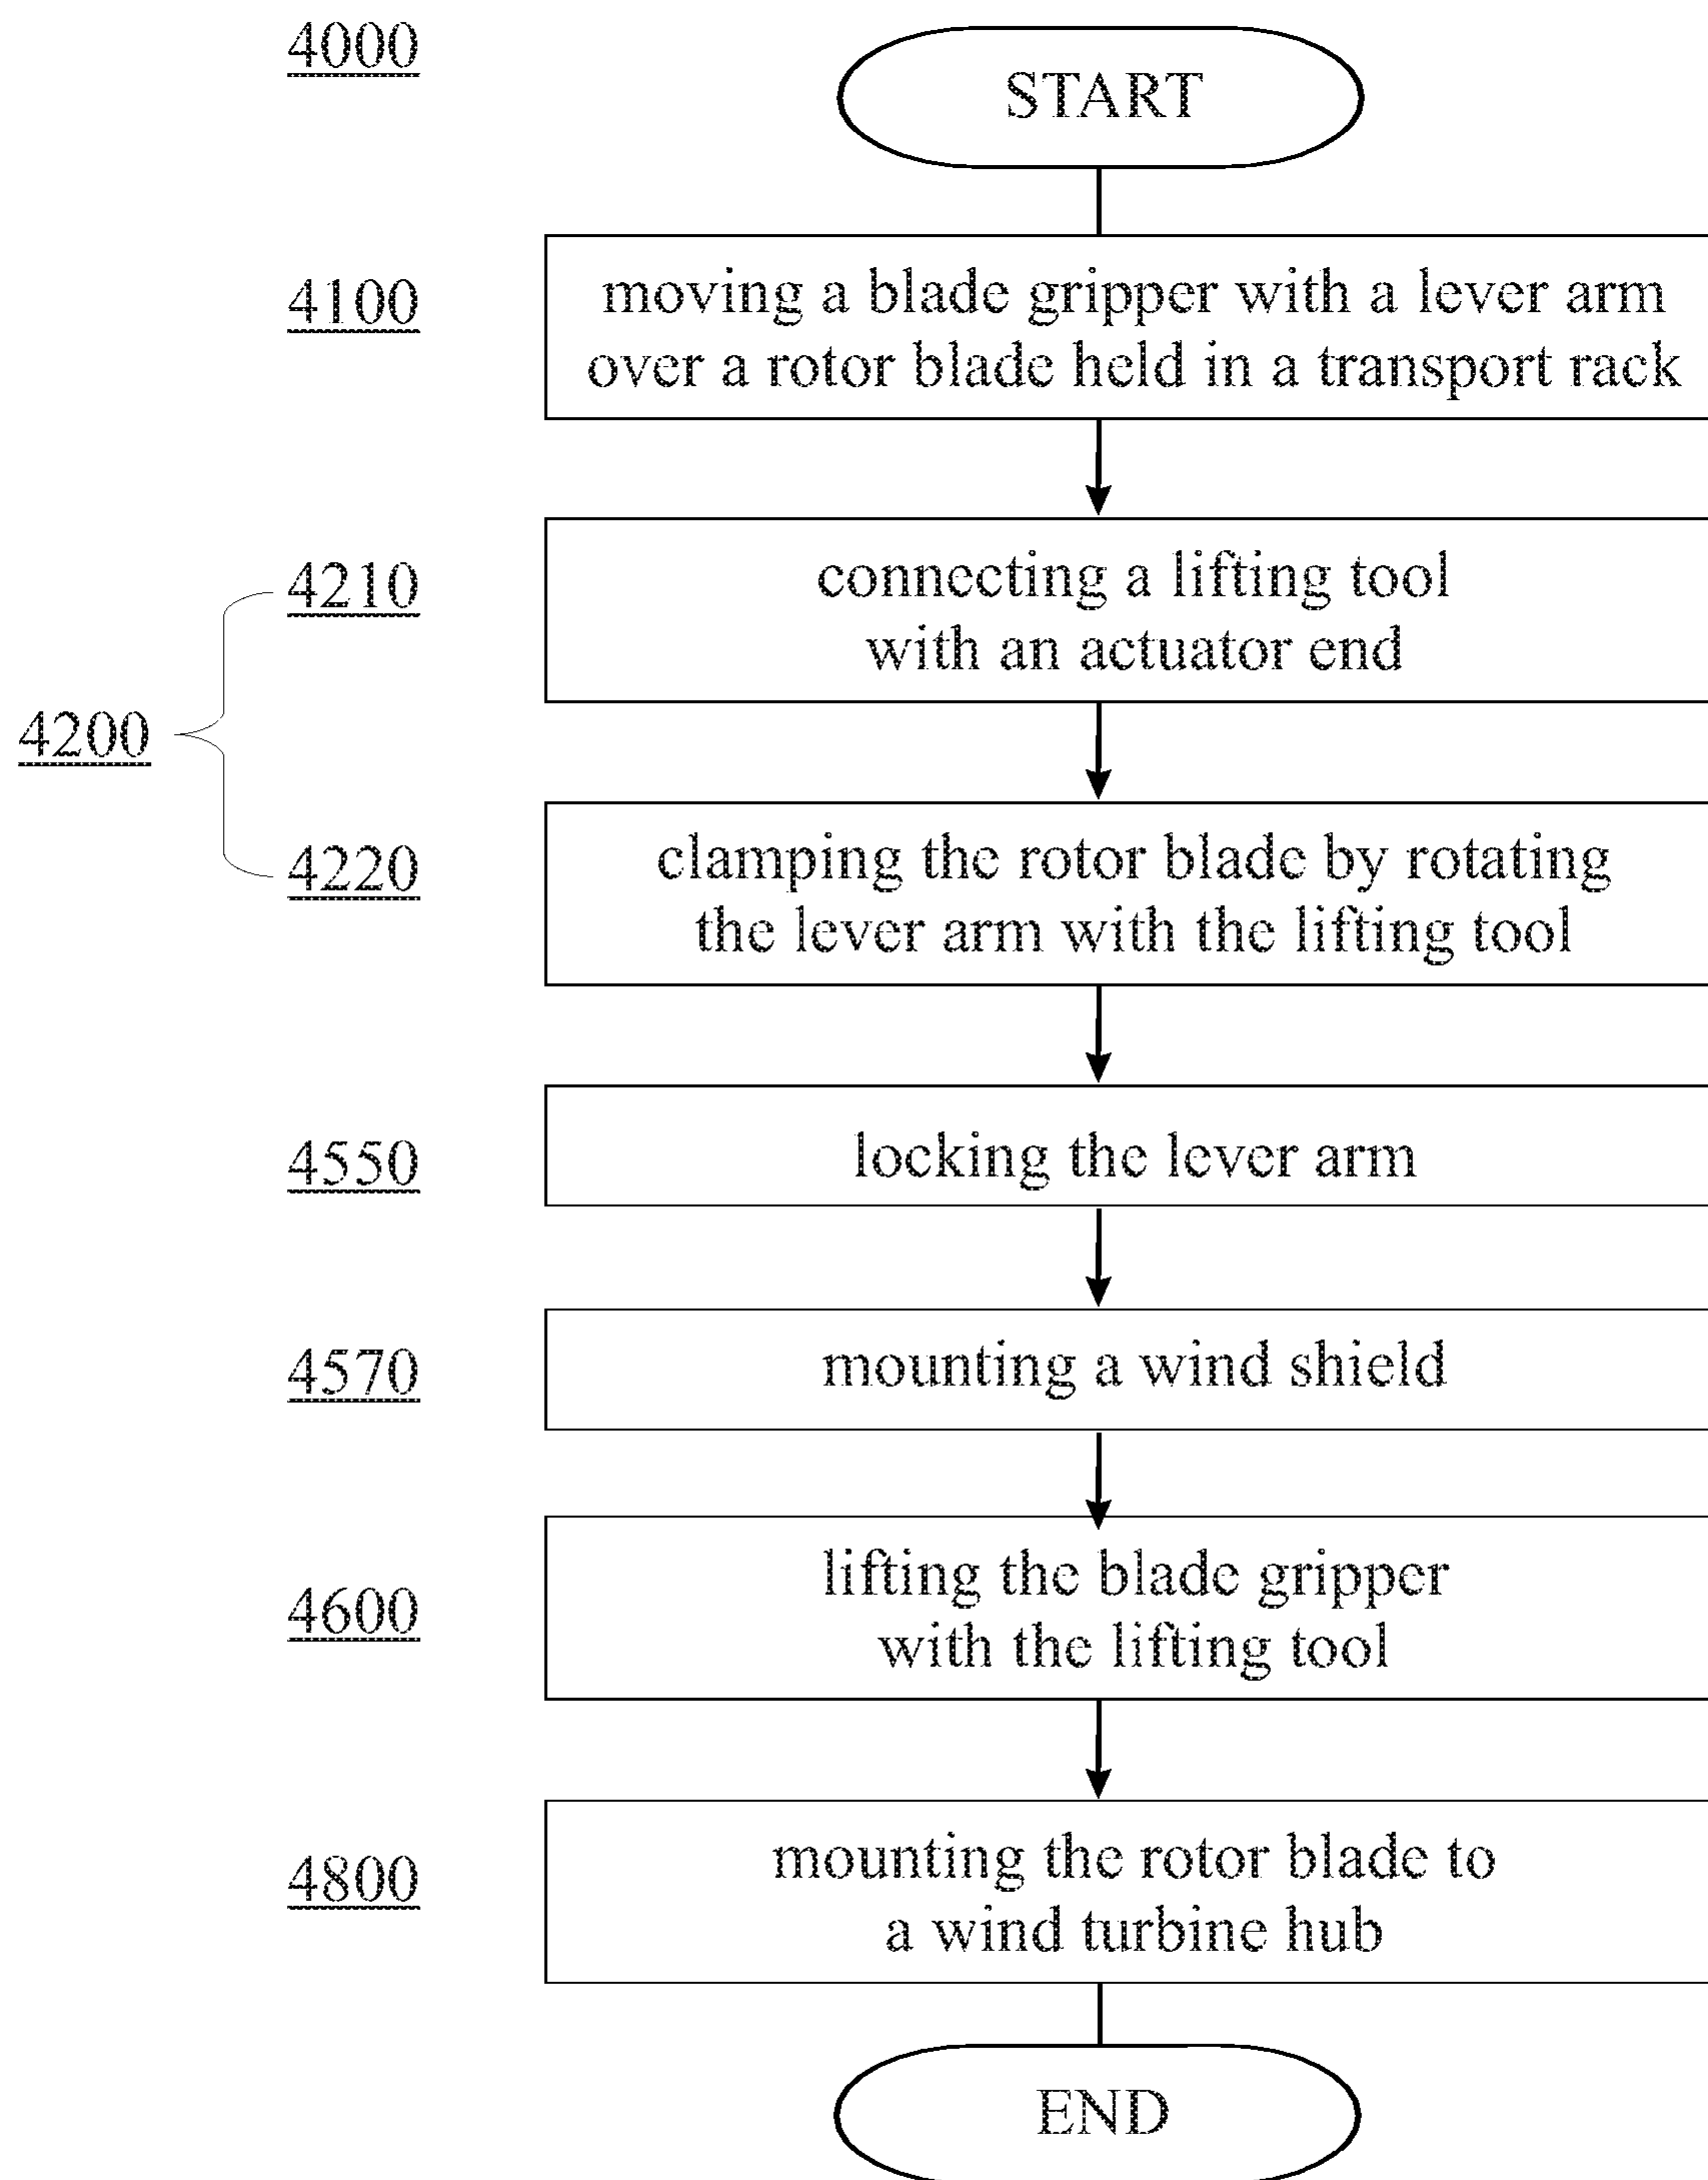 4000
START
4100
moving a blade gripper with a lever arm
over a rotor blade held in a transport rack
4210
connecting a lifting tool
with an actuator end
4200
4220
clamping the rotor blade by rotating
the lever arm with the lifting tool
4550
locking the lever arm
4570
mounting a wind shield
4600
lifting the blade gripper
with the lifting tool
4800
mounting the rotor blade to
a wind turbine hub
END